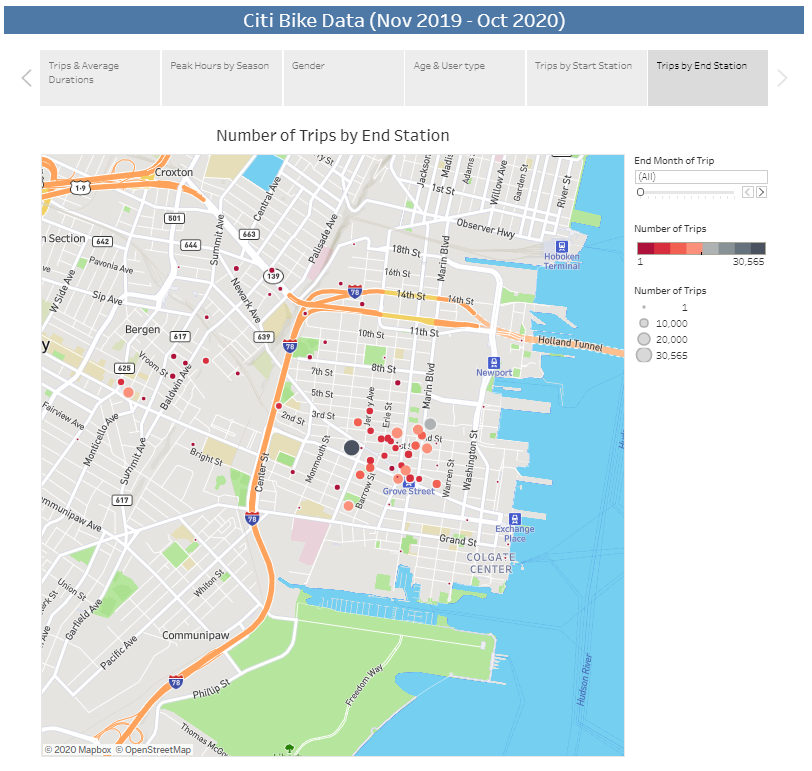 Citi Bike Data (Nov 2019 - Oct 2020)
Trips & Average
Durations
Peak Hours by Season
Gender
Age & User type
Trips by Start Station
Trips by End Station
Number of Trips by End Station
End Month of Trip
(All)
Number of Trips
1
30,565
Number of Trips
1
10,000
20,000
30,565
Croxton
1-9
Central Ave
Jackson
Adams
1st St
Willow Ave
Garden St
River St
501
663
Summit Ave
Palisade Ave
Observer Hwy
n Section
642
644
18th St
Marin Blvd
Hoboken
Terminal
Pavonia Ave
139
16th St
W Side Ave
Sip Ave
Newark Ave
78
14th St
14th St
Bergen
617
639
10th St
11th St
Holland Tunnel
y
78
Vroom St
625
7th St
8th St
Newport
Baldwin Ave
5th St
Jersey Ave
Erie St
Marin Blvd
Fairview Ave
Monticello Ave
2nd St
3rd St
Summit Ave
Bright St
Center St
Monmouth St
Washington St
Barrow St
Grove Street
Warren St
617
78
Exchange
Place
Grand St
COLGATE
CENTER
Union St
Whiton St
Garfield Ave
Communipaw
Pacific Ave
78
Phillip St
Freedom Way
Hudson River
© 2020 Mapbox © OpenStreetMap